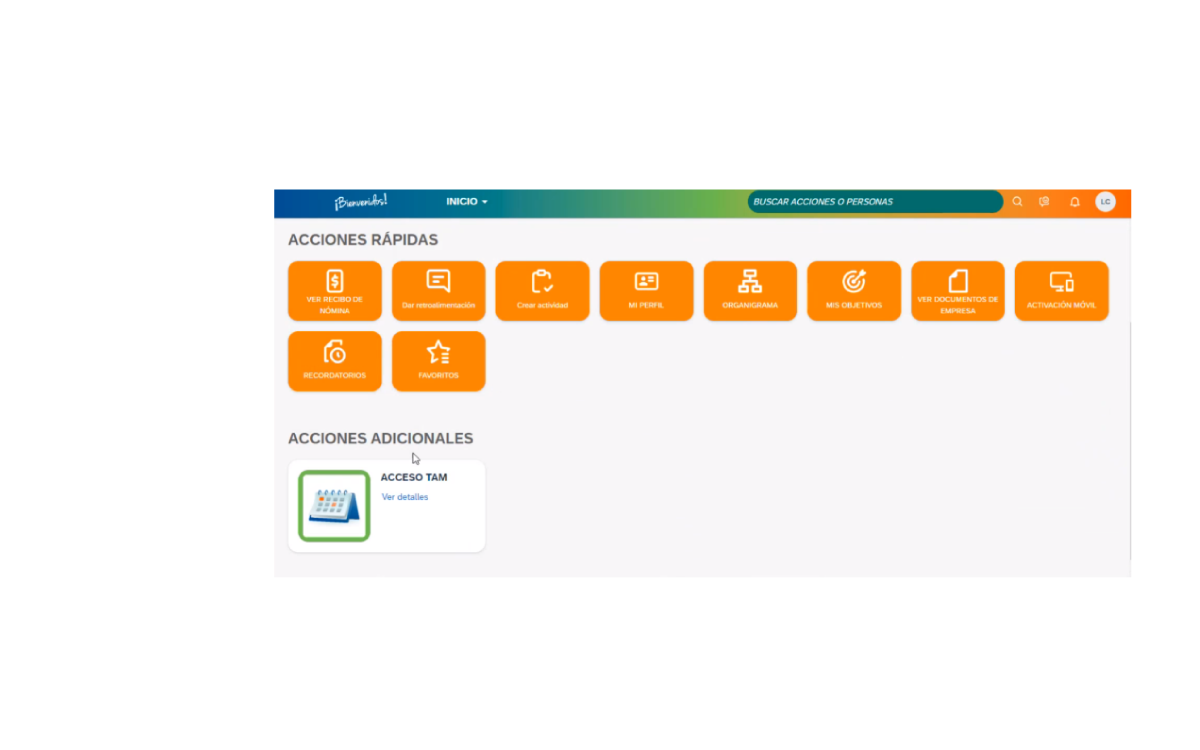 ¡Bienvenidos!
INICIO
BUSCAR ACCIONES O PERSONAS
LC
ACCIONES RÁPIDAS
VER RECIBO DE
NÓMINA
Dar retroalimentación
Crear actividad
MI PERFIL
ORGANIGRAMA
MIS OBJETIVOS
VER DOCUMENTOS DE
EMPRESA
ACTIVACIÓN MÓVIL
RECORDATORIOS
FAVORITOS
ACCIONES ADICIONALES
ACCESO TAM
Ver detalles